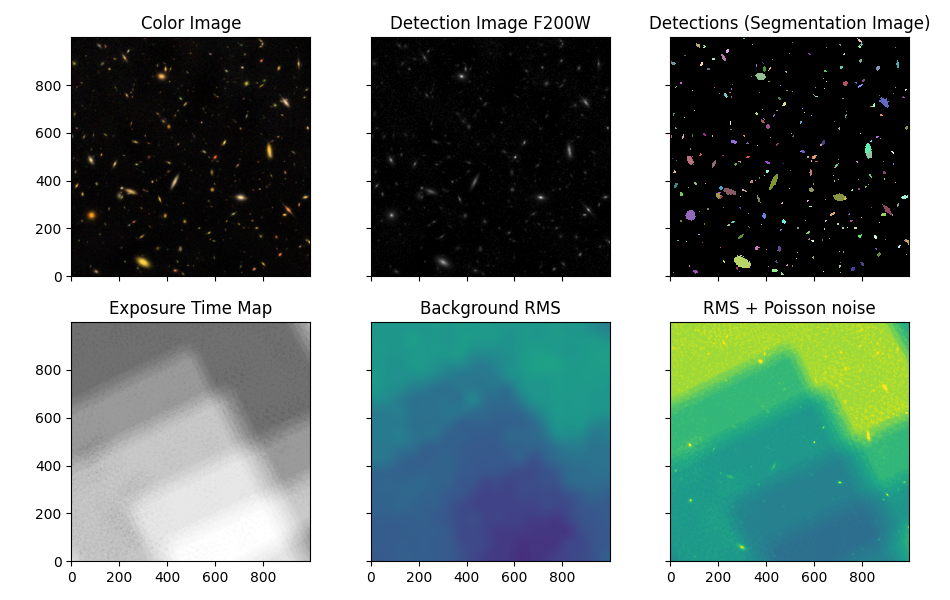 Color Image
Detection Image F200W
Detections (Segmentation Image)
800
600
400
200
0
Exposure Time Map
Background RMS
RMS + Poisson noise
800
600
400
200
0
0 200 400 600 800
0 200 400 600 800
0 200 400 600 800